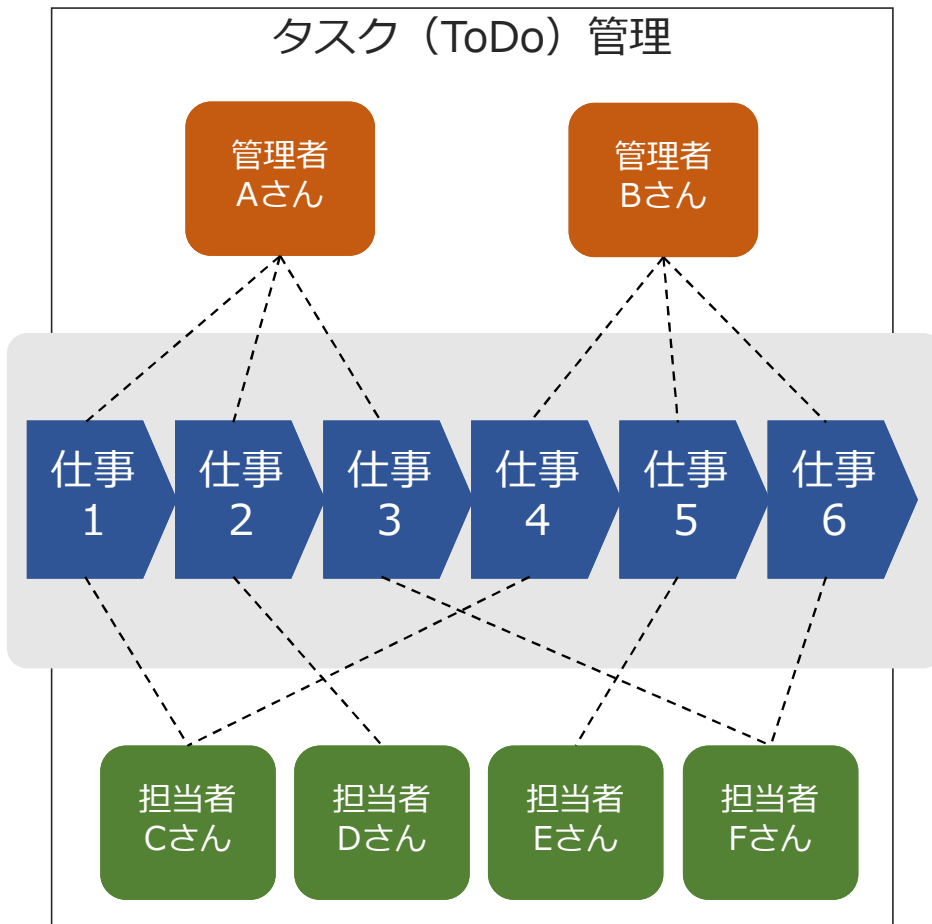 タスク（ToDo）管理
管理者
Aさん
管理者
Bさん
仕事
1
仕事
2
仕事
3
仕事
4
仕事
5
仕事
6
担当者
Cさん
担当者
Dさん
担当者
Eさん
担当者
Fさん